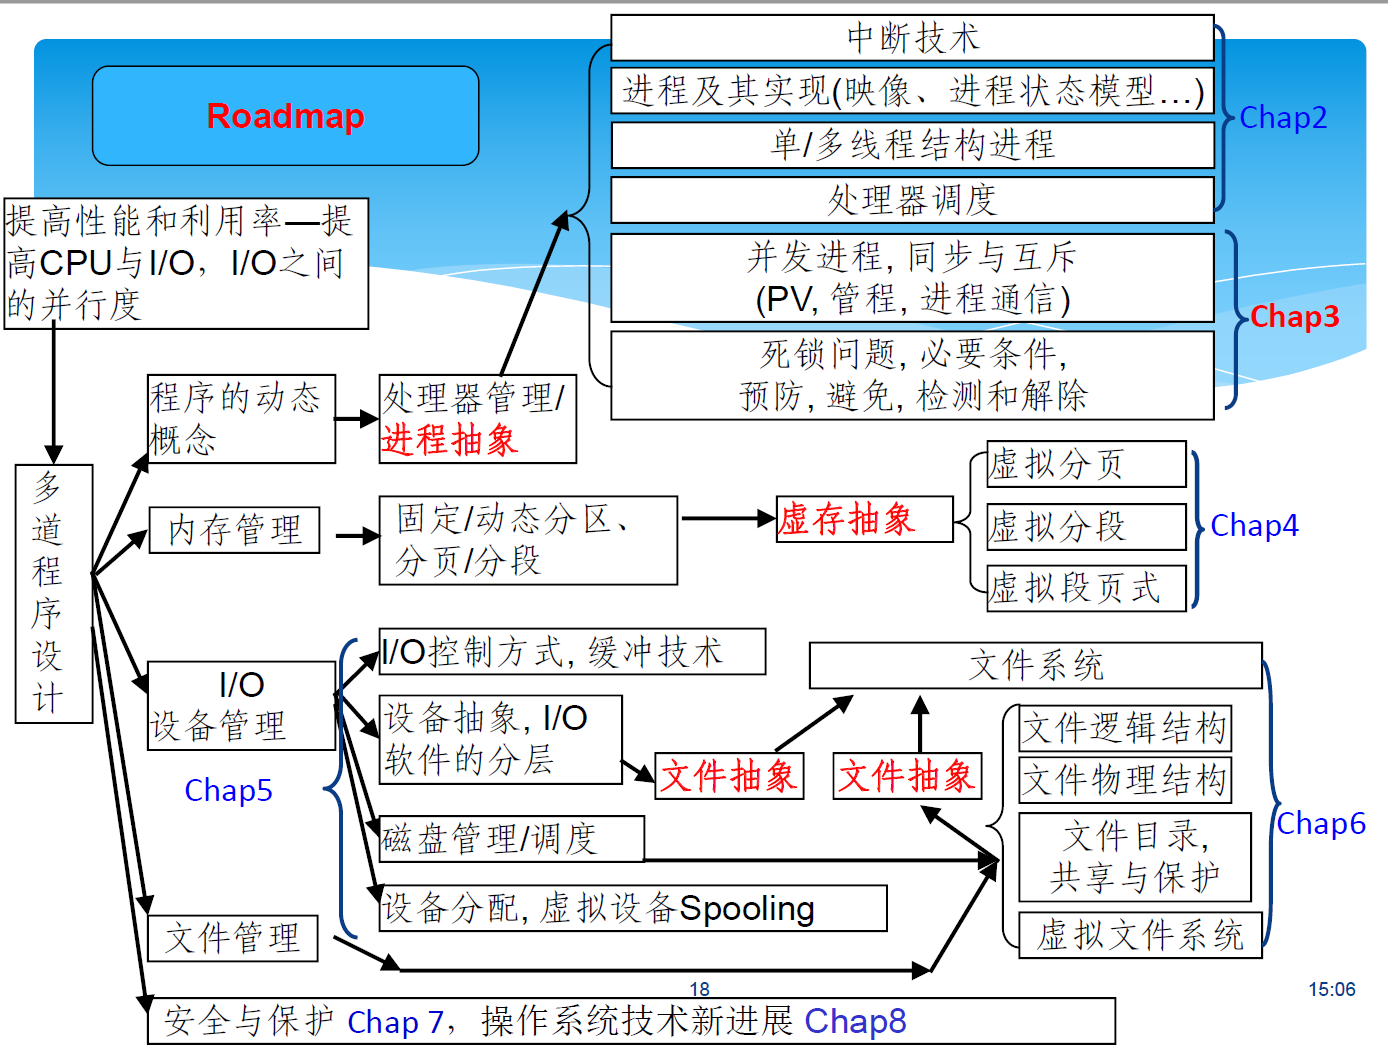 中断技术
进程及其实现(映像、进程状态模型…)
单/多线程结构进程
处理器调度
Chap2
Roadmap
提高性能和利用率—提
高CPU与I/O，I/O之间
的并行度
并发进程, 同步与互斥
(PV, 管程, 进程通信)
死锁问题, 必要条件,
预防, 避免, 检测和解除
Chap3
程序的动态
概念
处理器管理/
进程抽象
多
道
程
序
设
计
内存管理
固定/动态分区、
分页/分段
虚存抽象
虚拟分页
虚拟分段
虚拟段页式
Chap4
I/O
设备管理
Chap5
I/O控制方式, 缓冲技术
设备抽象, I/O
软件的分层
磁盘管理/调度
设备分配, 虚拟设备Spooling
文件抽象
文件抽象
文件系统
文件逻辑结构
文件物理结构
文件目录,
共享与保护
虚拟文件系统
Chap6
文件管理
安全与保护 Chap 7，操作系统技术新进展 Chap8
18
15:06